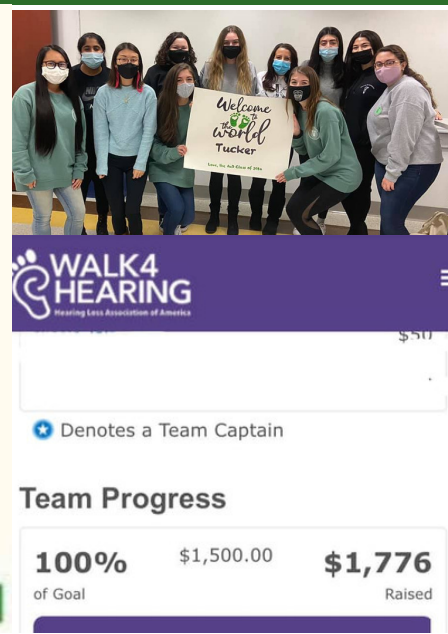 Welcome
to
the
World
Tucker
WALK4
HEARING
Hearing Loss Association of America
$50
Denotes a Team Captain
Team Progress
100%
$1,500.00
$1,776
of Goal
Raised